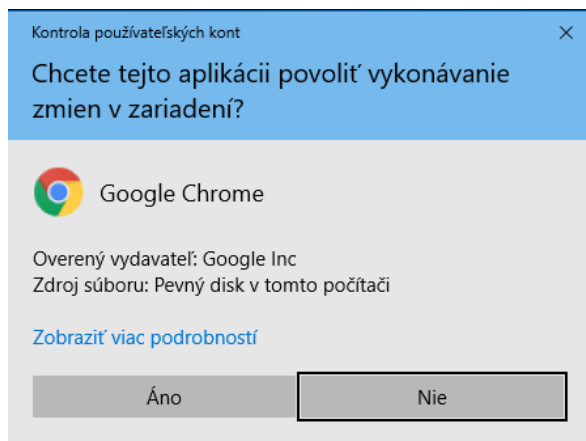 Kontrola používateľských kont
Chcete tejto aplikácii povoliť vykonávanie
zmien v zariadení?
Google Chrome
Overený vydavateľ: Google Inc
Zdroj súboru: Pevný disk v tomto počítači
Zobraziť viac podrobností
Áno
Nie